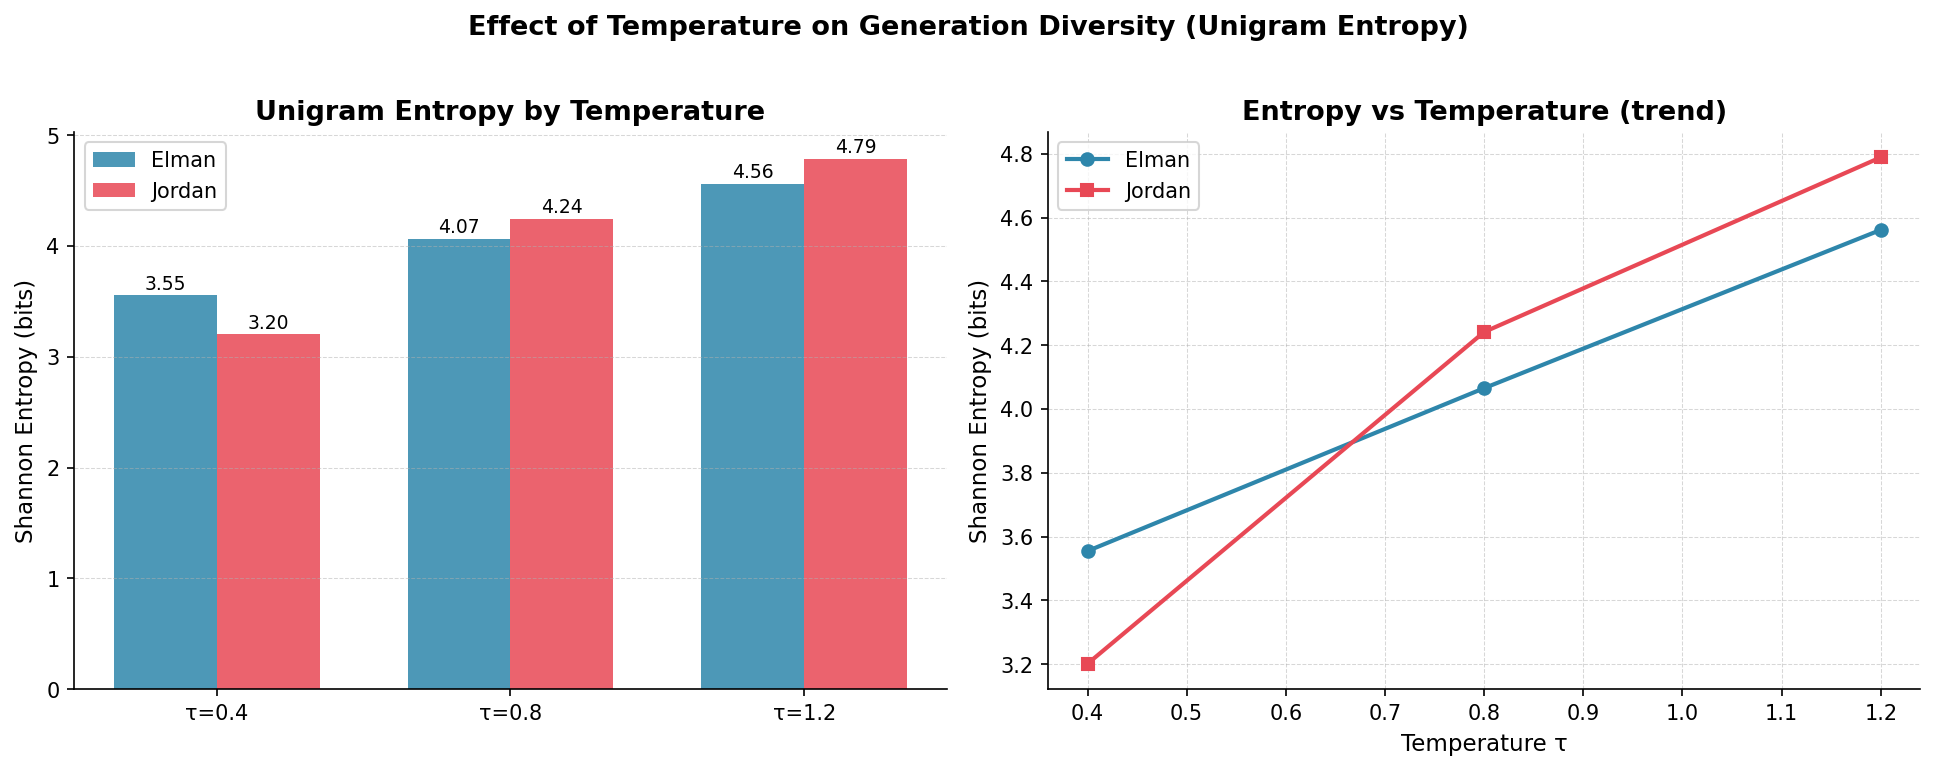 Effect of Temperature on Generation Diversity (Unigram Entropy)
Unigram Entropy by Temperature
Elman
Jordan
Shannon Entropy (bits)
5
4
3
2
1
0
3.55
3.20
4.07
4.24
4.56
4.79
τ=0.4
τ=0.8
τ=1.2
Entropy vs Temperature (trend)
Elman
Jordan
Shannon Entropy (bits)
4.8
4.6
4.4
4.2
4.0
3.8
3.6
3.4
3.2
0.4
0.5
0.6
0.7
0.8
0.9
1.0
1.1
1.2
Temperature τ